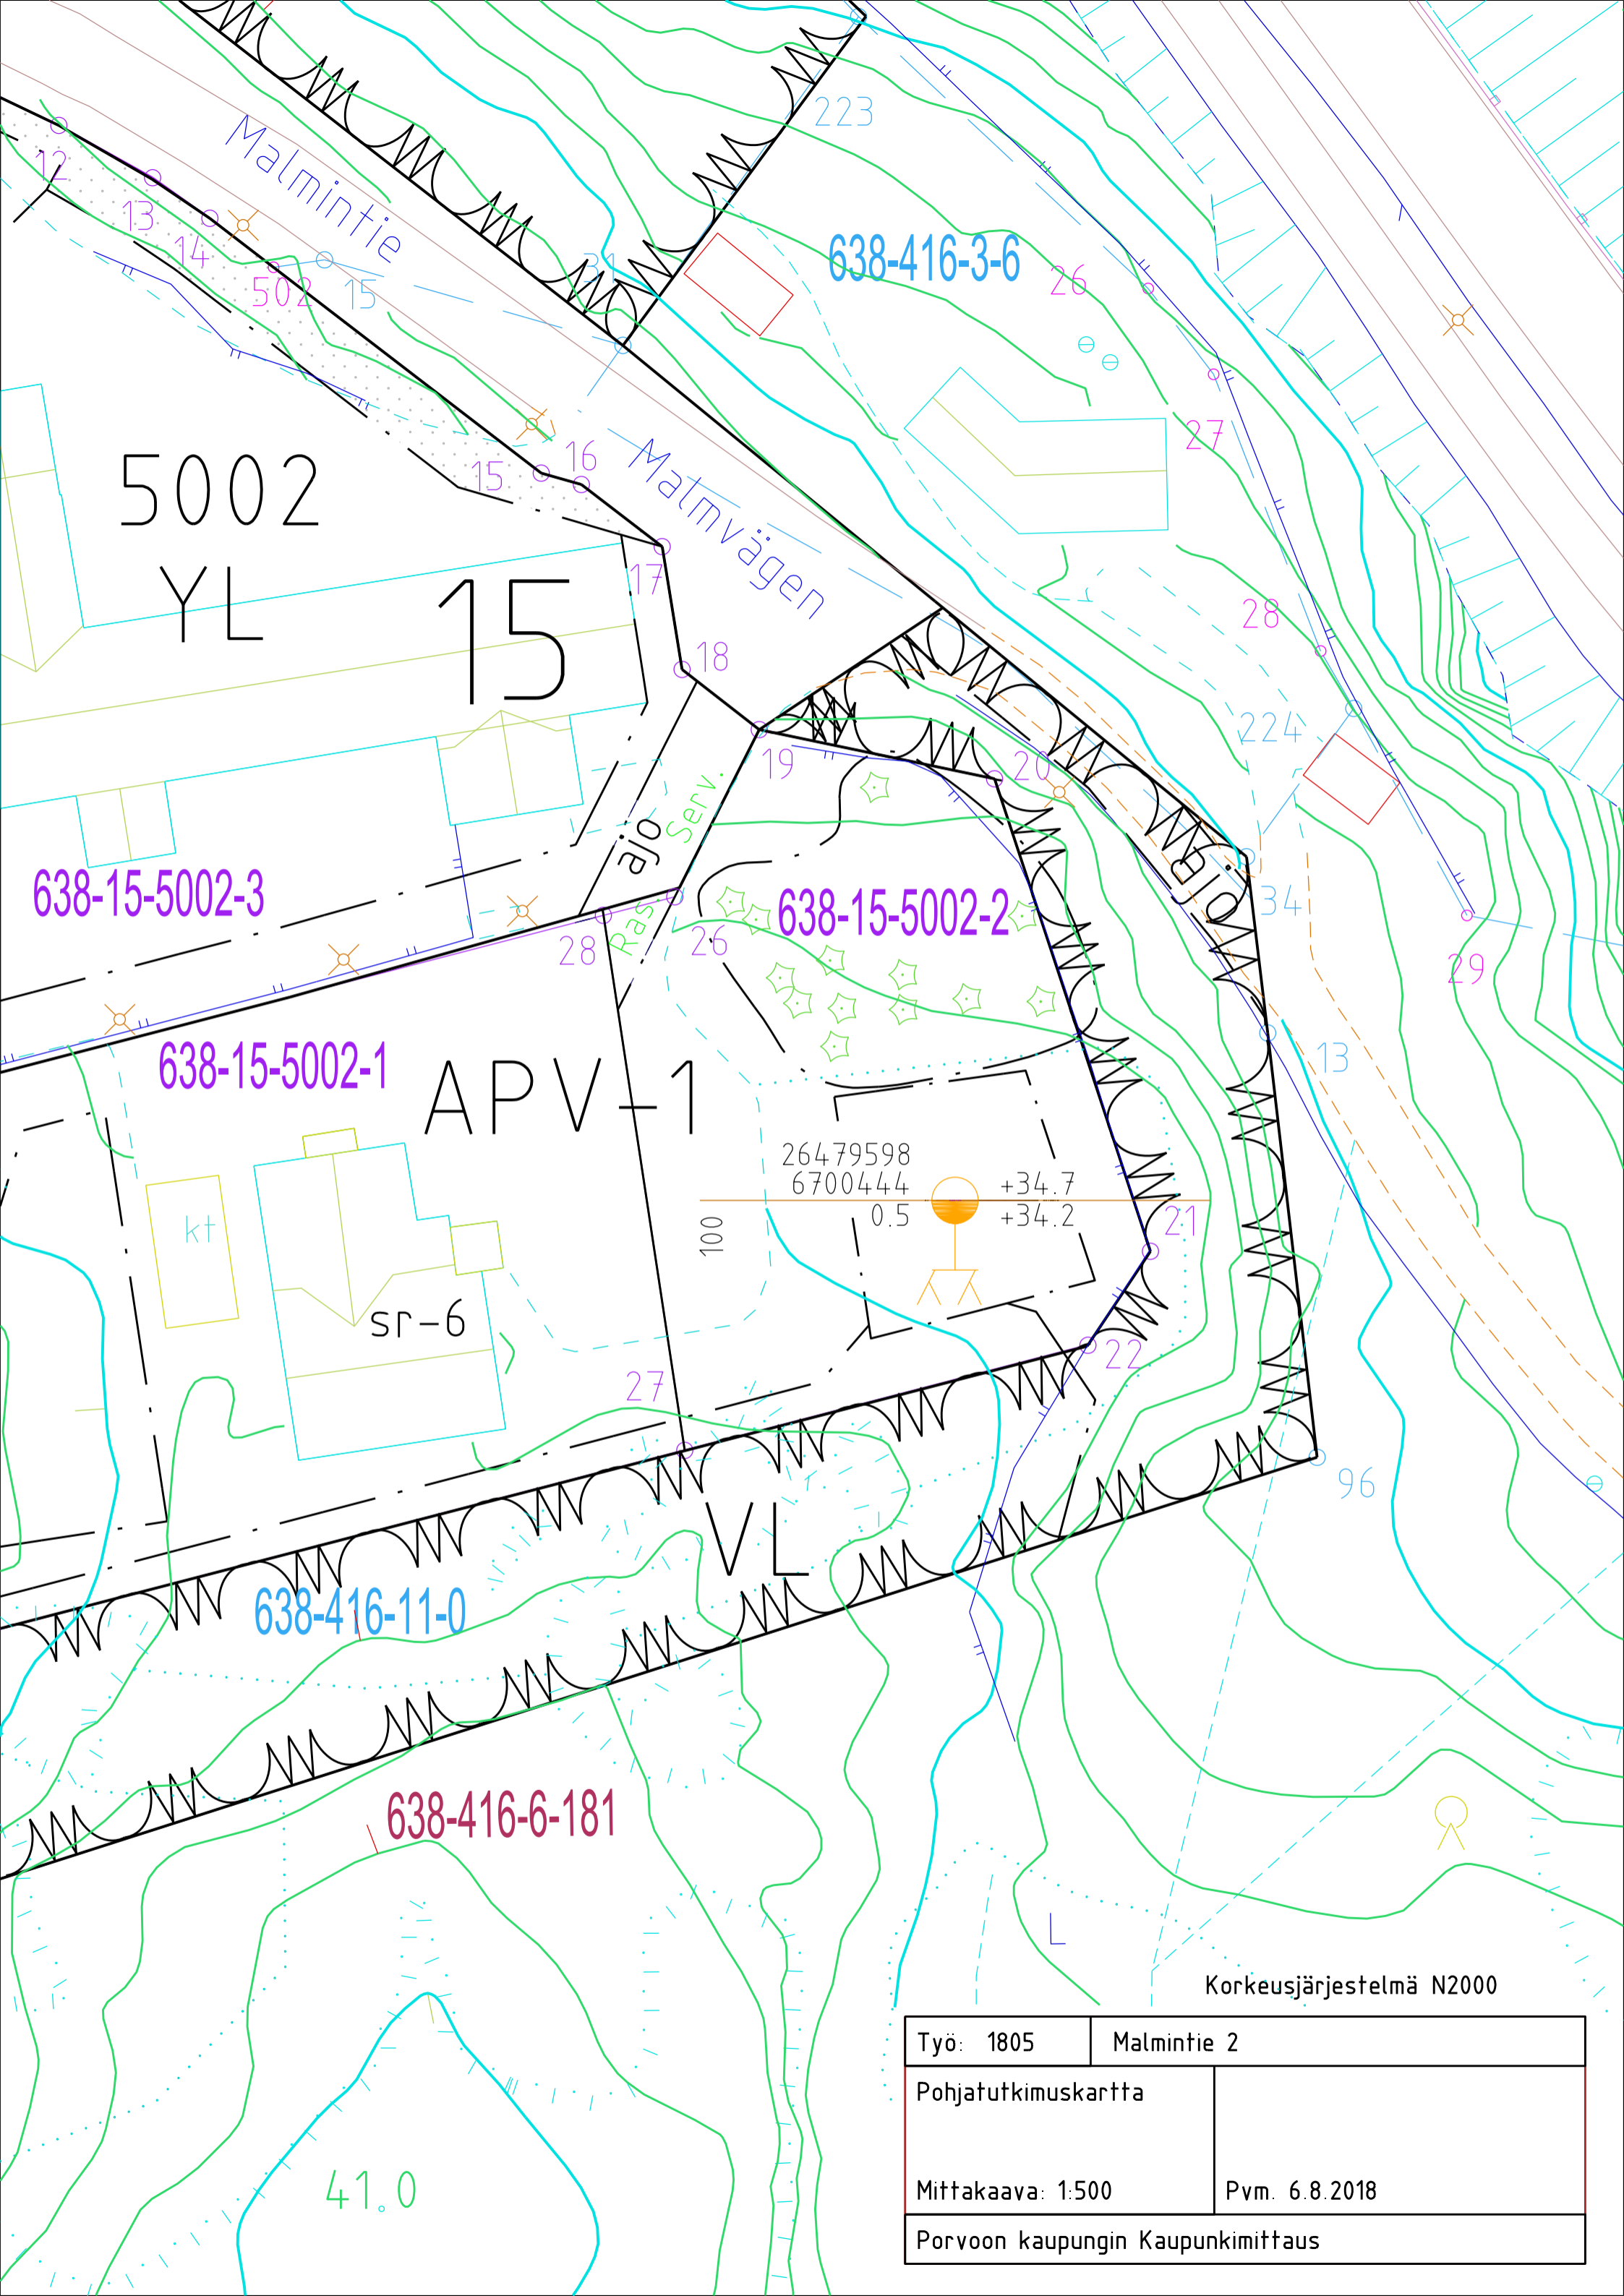 223
12
Malmintie
13
14
638-416-3-6
502
15
31
26
5002
YL
15
15
16
Malmvägen
27
17
28
18
224
19
20
ajo
Ras. Serv.
638-15-5002-3
638-15-5002-2
ajo
34
28
26
29
638-15-5002-1
APV-1
13
26479598
6700444
0.5
+34.7
+34.2
100
21
kt
sr-6
22
27
96
VL
638-416-11-0
638-416-6-181
41.0
Korkeusjärjestelmä N2000
Työ: 1805
Malmintie 2
Pohjatutkimuskartta
Mittakaava: 1:500
Pvm. 6.8.2018
Porvoon kaupungin Kaupunkimittaus